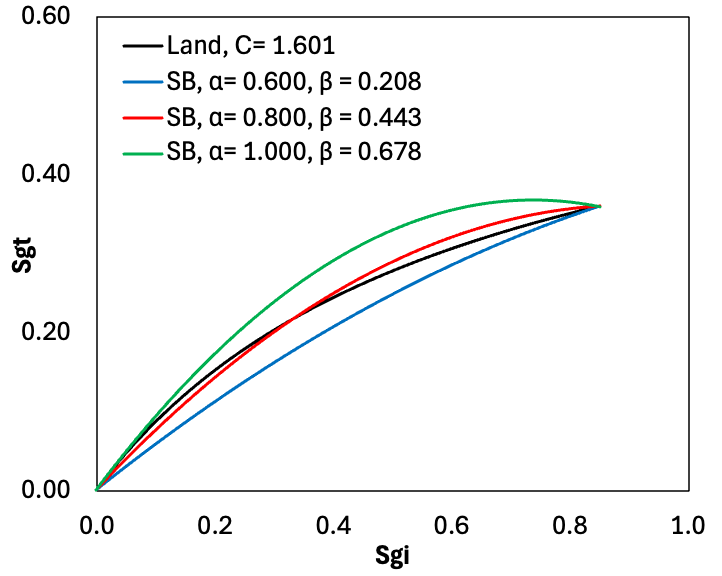 0.60
Land, C= 1.601
SB, α= 0.600, β = 0.208
SB, α= 0.800, β = 0.443
SB, α= 1.000, β = 0.678
0.40
Sgt
0.20
0.00
0.0 0.2 0.4 0.6 0.8 1.0
Sgi